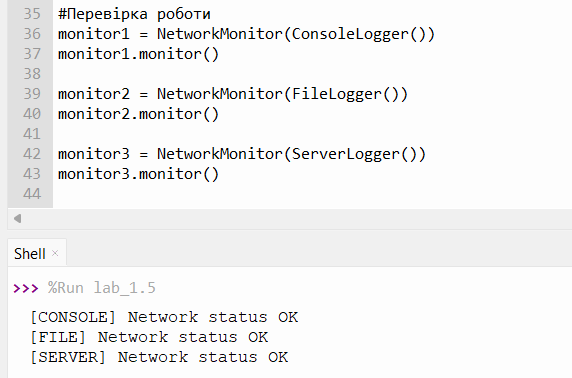 35 #Перевірка роботи
36 monitor1 = NetworkMonitor(ConsoleLogger())
37 monitor1.monitor()
38
39 monitor2 = NetworkMonitor(FileLogger())
40 monitor2.monitor()
41
42 monitor3 = NetworkMonitor(ServerLogger())
43 monitor3.monitor()
44
Shell ×
>>> %Run lab_1.5
[CONSOLE] Network status OK
[FILE] Network status OK
[SERVER] Network status OK